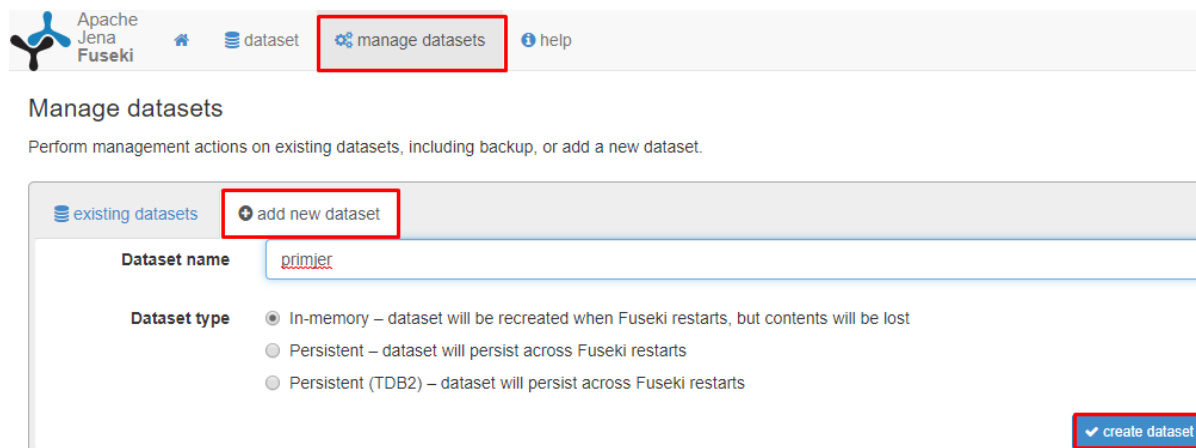 Apache
Jena
Fuseki
dataset
manage datasets
help
Manage datasets
Perform management actions on existing datasets, including backup, or add a new dataset.
existing datasets
add new dataset
Dataset name
primjer
Dataset type
In-memory – dataset will be recreated when Fuseki restarts, but contents will be lost
Persistent – dataset will persist across Fuseki restarts
Persistent (TDB2) – dataset will persist across Fuseki restarts
create dataset